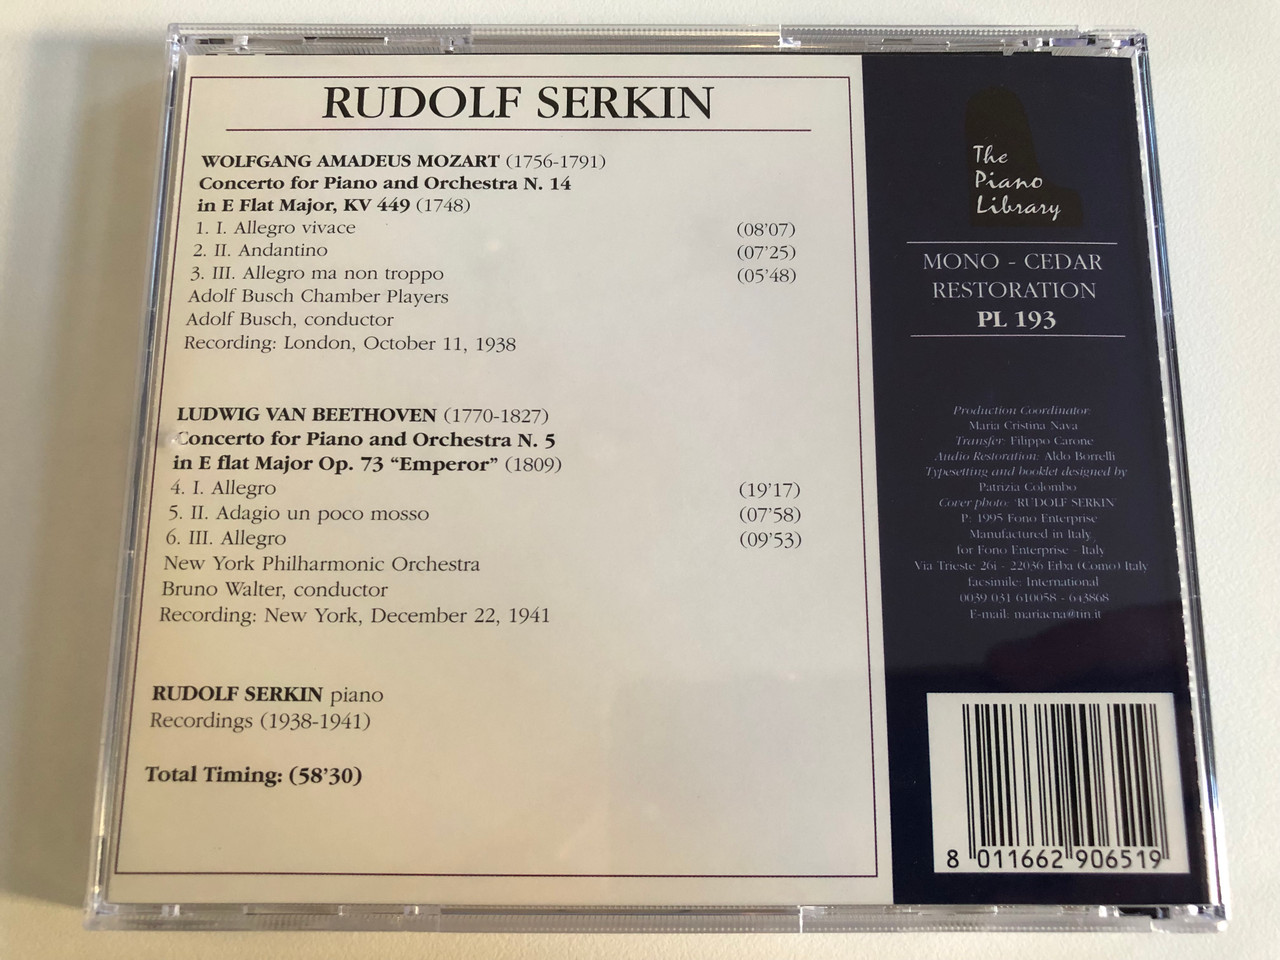 RUDOLF SERKIN
WOLFGANG AMADEUS MOZART (1756-1791)
Concerto for Piano and Orchestra N. 14
in E Flat Major, KV 449 (1748)
1. I. Allegro vivace (08'07)
2. II. Andantino (07'25)
3. III. Allegro ma non troppo (05'48)
Adolf Busch Chamber Players
Adolf Busch, conductor
Recording: London, October 11, 1938
LUDWIG VAN BEETHOVEN (1770-1827)
Concerto for Piano and Orchestra N. 5
in E flat Major Op. 73 “Emperor” (1809)
4. I. Allegro (19'17)
5. II. Adagio un poco mosso (07'58)
6. III. Allegro (09'53)
New York Philharmonic Orchestra
Bruno Walter, conductor
Recording: New York, December 22, 1941
RUDOLF SERKIN piano
Recordings (1938-1941)
Total Timing: (58'30)
The
Piano
Library
MONO - CEDAR
RESTORATION
PL 193
Production Coordinator:
Maria Cristina Nava
Transfer: Filippo Carone
Audio Restoration: Aldo Borrelli
Typesetting and booklet designed by
Patrizia Colombo
Cover photo: 'RUDOLF SERKIN'
P: 1995 Fono Enterprise
Manufactured in Italy
for Fono Enterprise - Italy
Via Trieste 26i - 22036 Erba (Como) Italy
facsimile: International
0039 031 610058 - 643868
E-mail: mariacna@tin.it
8 011662 906519